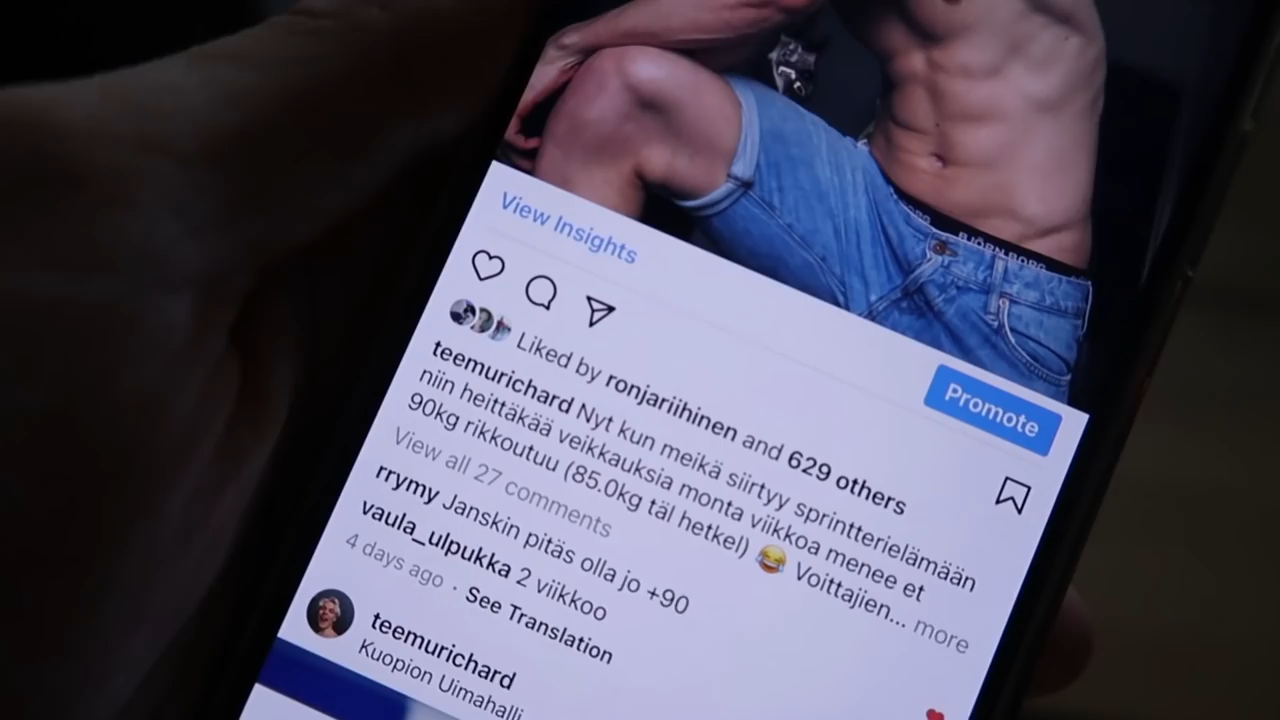 BJÖRN BORG
View Insights
Promote
Liked by ronjariihinen and 629 others
teemurichard Nyt kun meikä siirtyy sprintterielämään
niin heittäkää veikkauksia monta viikkoa menee et
90kg rikkoutuu (85.0kg täl hetkel) 😂 Voittajien... more
View all 27 comments
rrymy Janskin pitäs olla jo +90
vaula_ulpukka 2 viikkoo
4 days ago · See Translation
teemurichard
Kuopion Uimahalli